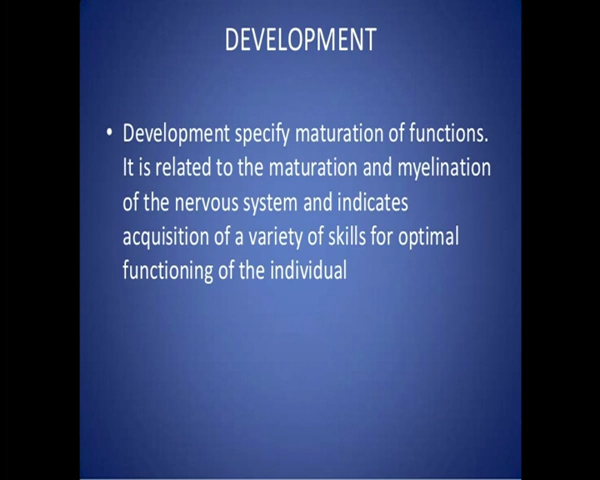 DEVELOPMENT
• Development specify maturation of functions.
It is related to the maturation and myelination
of the nervous system and indicates
acquisition of a variety of skills for optimal
functioning of the individual